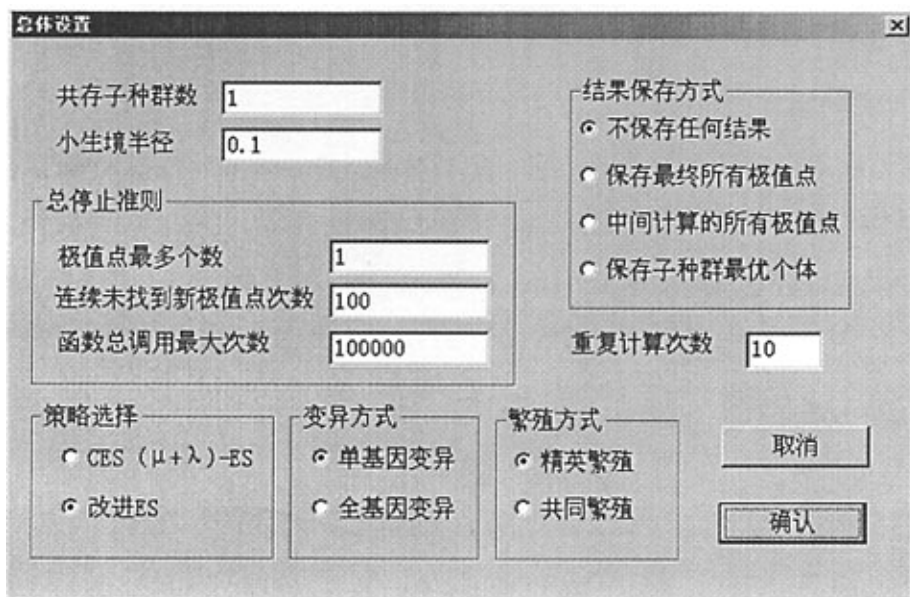 总体设置
共存子种群数 1
小生境半径 0.1
总停止准则
极值点最多个数 1
连续未找到新极值点次数 100
函数总调用最大次数 100000
结果保存方式
不保存任何结果
保存最终所有极值点
中间计算的所有极值点
保存子种群最优个体
重复计算次数 10
策略选择
CES (μ+λ)-ES
改进ES
变异方式
单基因变异
全基因变异
繁殖方式
精英繁殖
共同繁殖
取消
确认